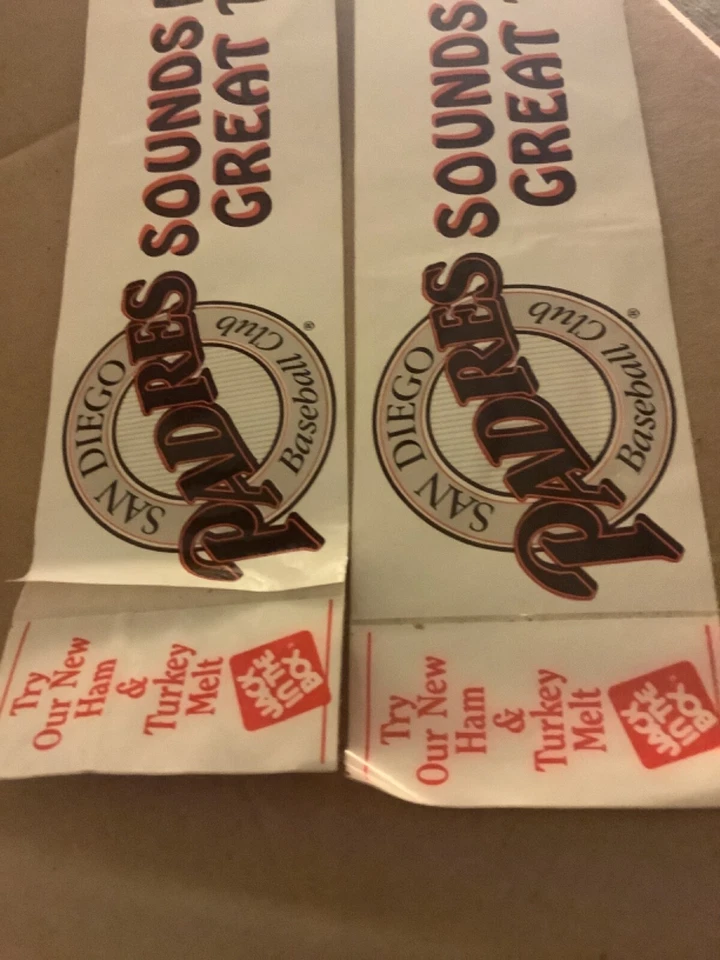 SOUNDS
GREAT
SAN DIEGO
PADRES
Baseball Club
®
Try
Our New
Ham
&
Turkey
Melt
JACK
IN THE
BOX
SOUNDS
GREAT
SAN DIEGO
PADRES
Baseball Club
®
Try
Our New
Ham
&
Turkey
Melt
JACK
IN THE
BOX